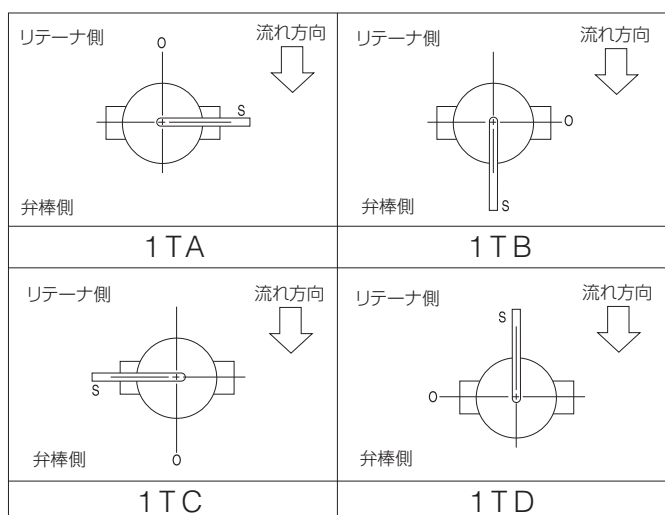 リテーナ側
O
流れ方向
S
弁棒側
1TA
リテーナ側
流れ方向
O
S
弁棒側
1TB
リテーナ側
流れ方向
S
O
弁棒側
1TC
リテーナ側
流れ方向
S
O
弁棒側
1TD